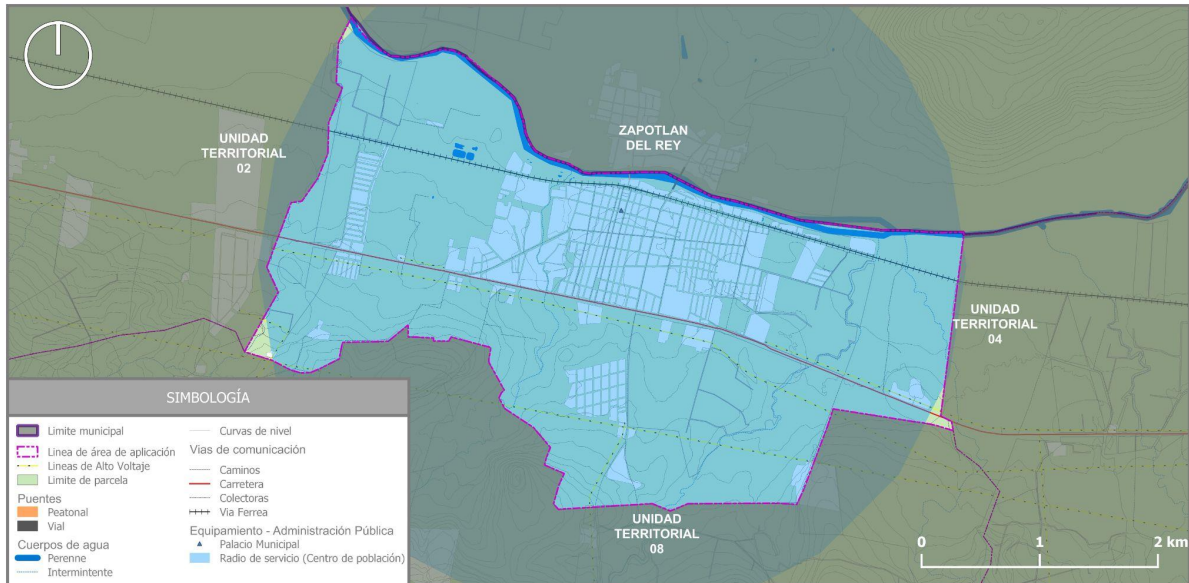 UNIDAD
TERRITORIAL
02
ZAPOTLAN
DEL REY
UNIDAD
TERRITORIAL
04
UNIDAD
TERRITORIAL
08
0 1 2 km
SIMBOLOGÍA
Limite municipal
Linea de área de aplicación
Lineas de Alto Voltaje
Limite de parcela
Puentes
Peatonal
Vial
Cuerpos de agua
Perenne
Intermintente
Curvas de nivel
Vias de comunicación
Caminos
Carretera
Colectoras
Via Ferrea
Equipamiento - Administración Pública
Palacio Municipal
Radio de servicio (Centro de población)